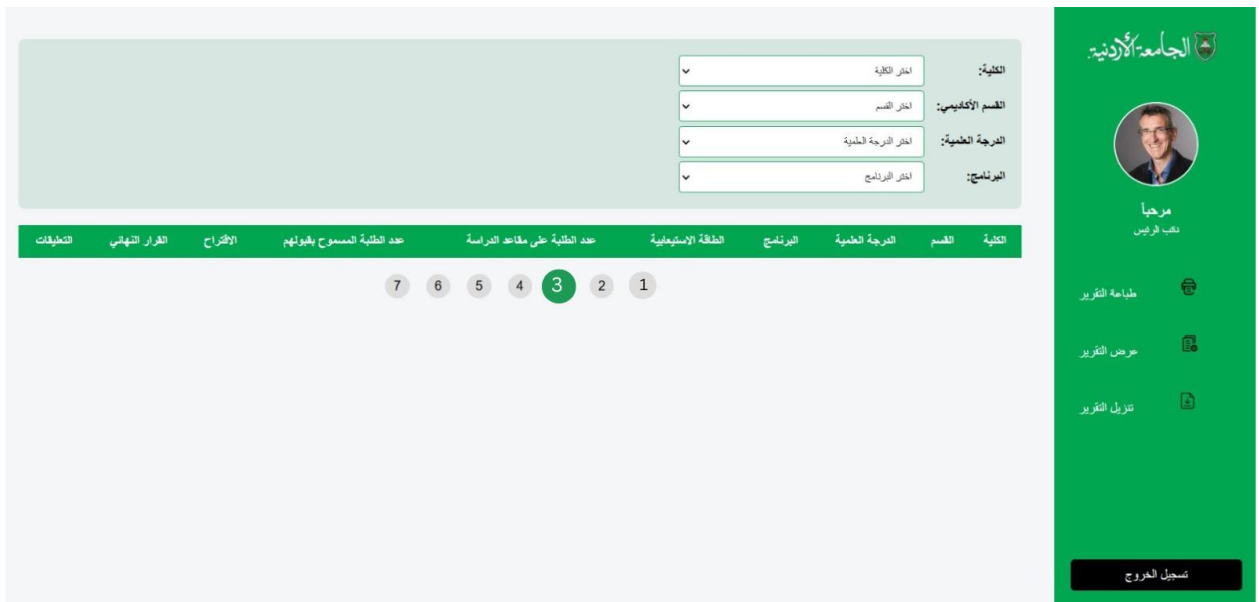 الجامعة الأردنية
مرحباً
نائب الرئيس
طباعة التقرير
عرض التقرير
تنزيل التقرير
تسجيل الخروج
الكلية: اختر الكلية
القسم الأكاديمي: اختر القسم
الدرجة العلمية: اختر الدرجة العلمية
البرنامج: اختر البرنامج
الكلية القسم الدرجة العلمية البرنامج الطاقة الاستيعابية عدد الطلبة على مقاعد الدراسة عدد الطلبة المسموح بقبولهم الاقتراح القرار النهائي التعليقات
1 2 3 4 5 6 7